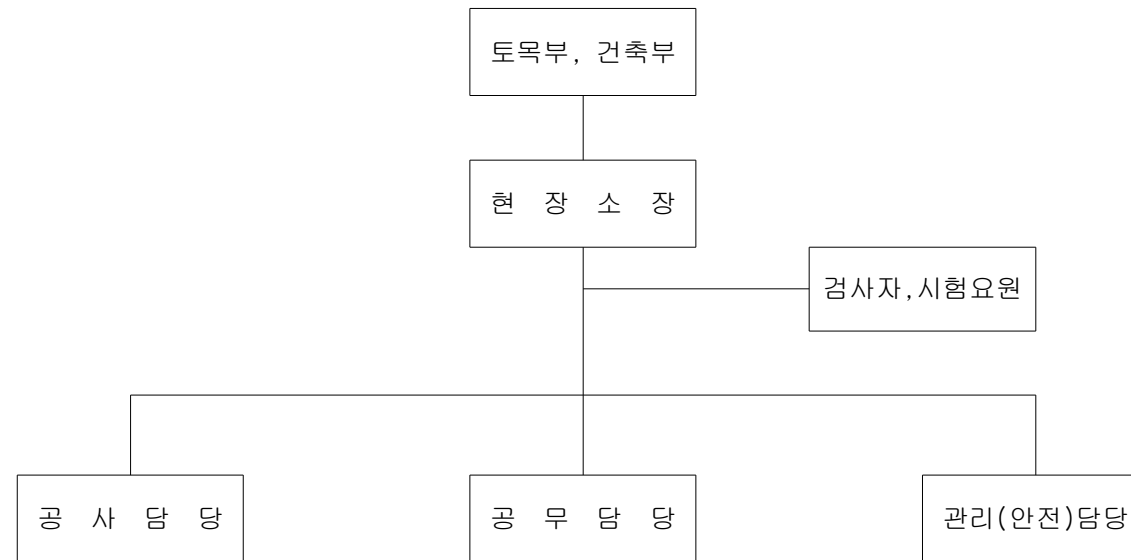 토목부, 건축부
현 장 소 장
검사자,시험요원
공 사 담 당
공 무 담 당
관리(안전)담당